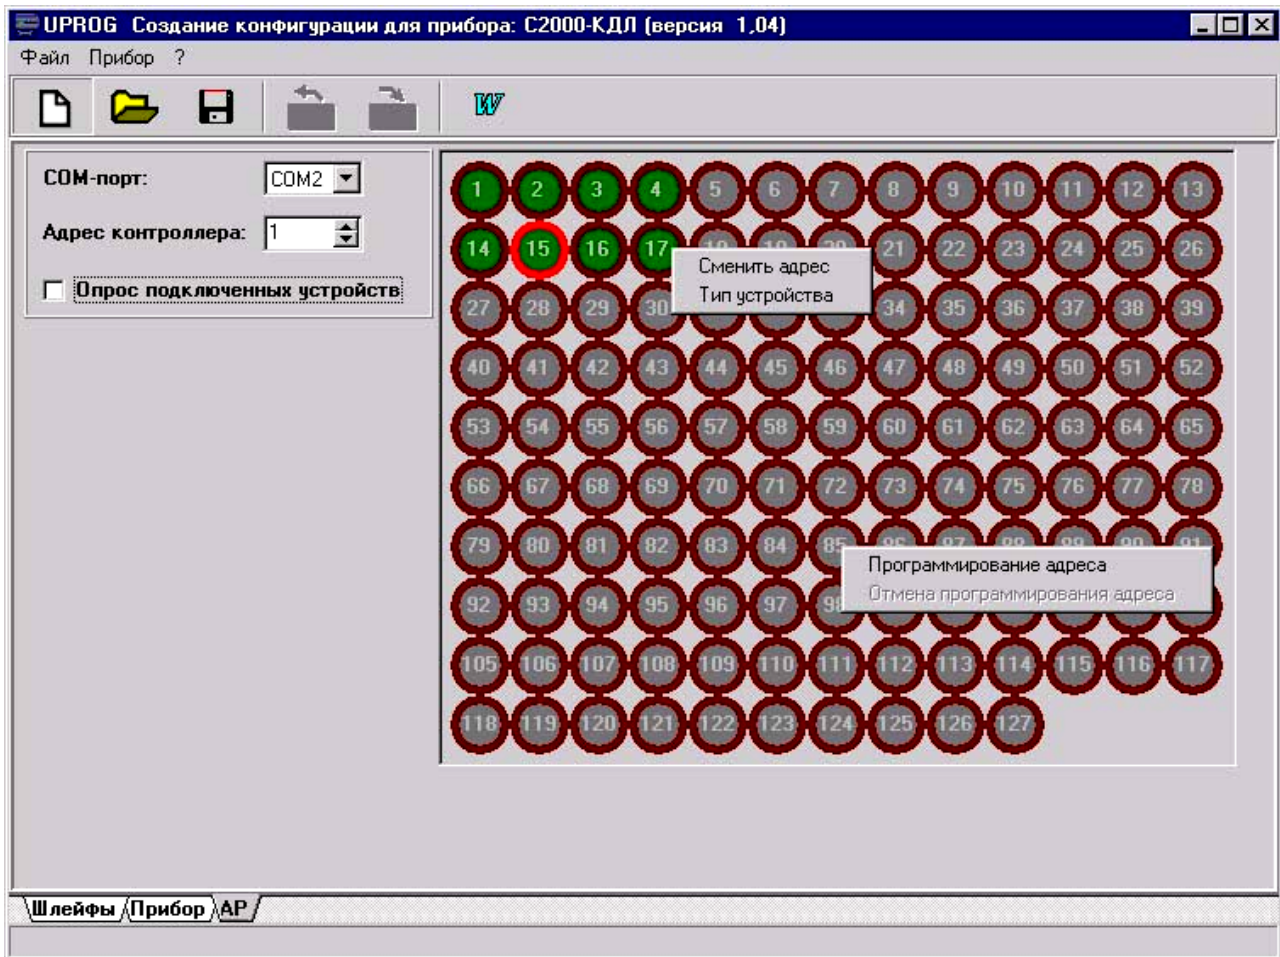 UPROG Создание конфигурации для прибора: С2000-КДЛ (версия 1,04)
Файл Прибор ?
W
COM-порт: COM2
Адрес контроллера: 1
Опрос подключенных устройств
1 2 3 4 5 6 7 8 9 10 11 12 13
14 15 16 17 21 22 23 24 25 26
Сменить адрес
Тип устройства
27 28 29 30 34 35 36 37 38 39
40 41 42 43 44 45 46 47 48 49 50 51 52
53 54 55 56 57 58 59 60 61 62 63 64 65
66 67 68 69 70 71 72 73 74 75 76 77 78
79 80 81 82 83 84 85
Программирование адреса
Отмена программирования адреса
92 93 94 95 96 97 98
105 106 107 108 109 110 111 112 113 114 115 116 117
118 119 120 121 122 123 124 125 126 127
Шлейфы Прибор АР